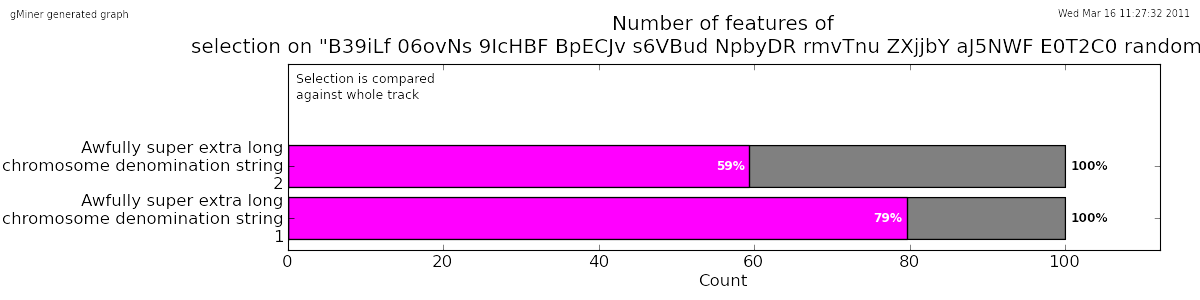 gMiner generated graph
Wed Mar 16 11:27:32 2011
Number of features of
selection on "B39iLf 06ovNs 9IcHBF BpECJv s6VBud NpbyDR rmvTnu ZXjjbY aJ5NWF E0T2C0 random
Selection is compared
against whole track
Awfully super extra long
chromosome denomination string
2
59%
100%
Awfully super extra long
chromosome denomination string
1
79%
100%
0 20 40 60 80 100
Count